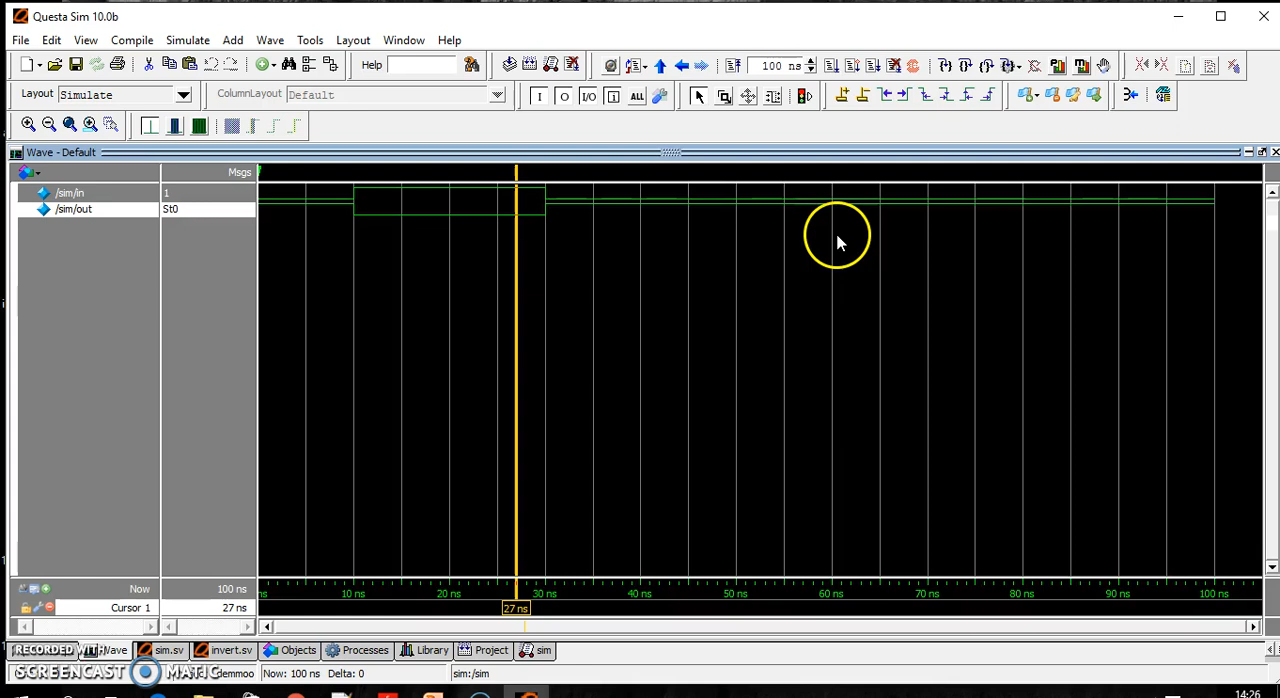 Questa Sim 10.0b
File Edit View Compile Simulate Add Wave Tools Layout Window Help
Help 100 ns
Layout Simulate ColumnLayout Default ALL
Wave - Default
Msgs
/sim/in 1
/sim/out St0
Now 100 ns ns 10 ns 20 ns 30 ns 40 ns 50 ns 60 ns 70 ns 80 ns 90 ns 100 ns
Cursor 1 27 ns 27 ns
Wave sim.sv invert.sv Objects Processes Library Project sim
RECORDED WITH
SCREENCAST MATIC
demmoo Now: 100 ns Delta: 0 sim:/sim
14:26